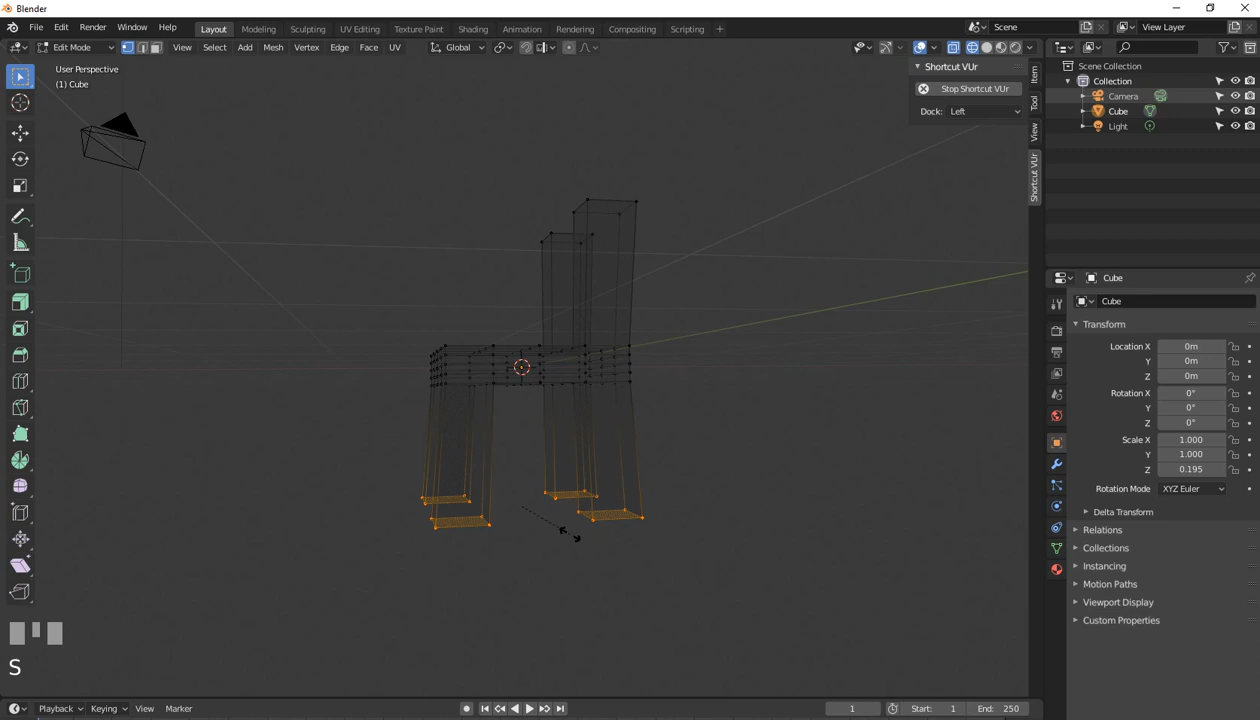 Blender
File Edit Render Window Help Layout Modeling Sculpting UV Editing Texture Paint Shading Animation Rendering Compositing Scripting + Scene View Layer
Edit Mode View Select Add Mesh Vertex Edge Face UV Global
User Perspective
(1) Cube
Shortcut VUr
Stop Shortcut VUr
Dock: Left
Item
Tool
View
Shortcut VUr
Scene Collection
Collection
Camera
Cube
Light
Cube
Cube
Transform
Location X 0m
Y 0m
Z 0m
Rotation X 0°
Y 0°
Z 0°
Scale X 1.000
Y 1.000
Z 0.195
Rotation Mode XYZ Euler
Delta Transform
Relations
Collections
Instancing
Motion Paths
Viewport Display
Custom Properties
S
Playback Keying View Marker 1 Start: 1 End: 250